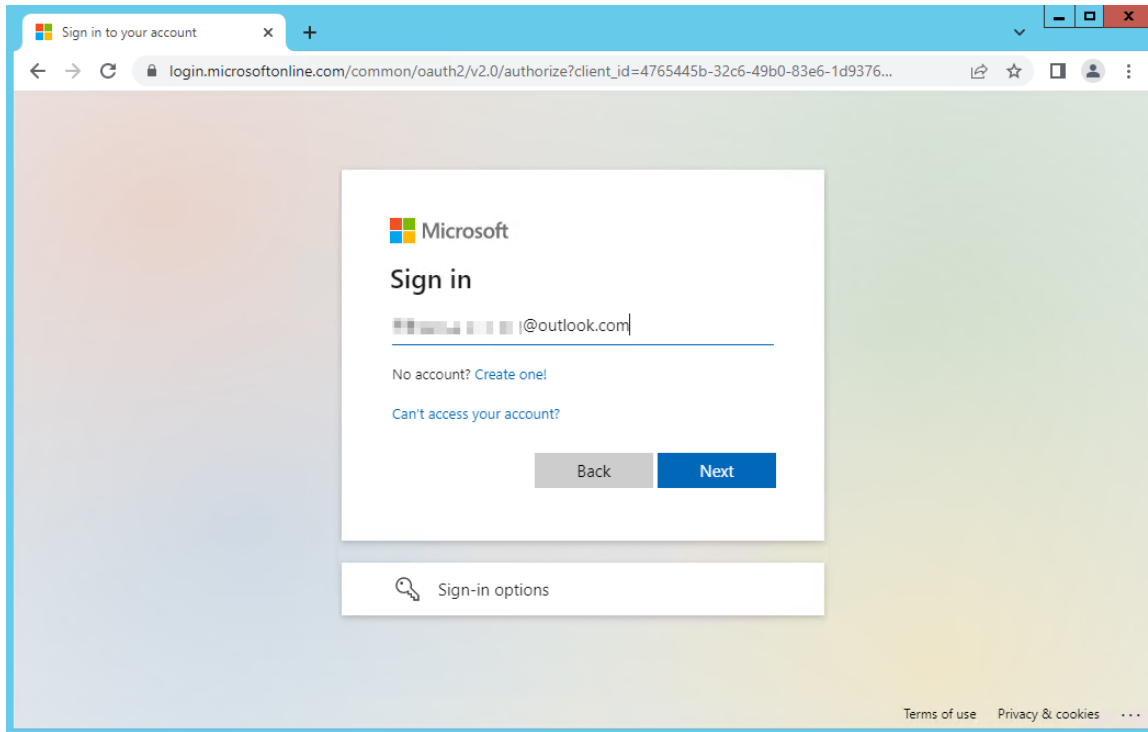 Sign in to your account
login.microsoftonline.com/common/oauth2/v2.0/authorize?client_id=4765445b-32c6-49b0-83e6-1d9376...
Microsoft
Sign in
@outlook.com
No account? Create one!
Can't access your account?
Back Next
Sign-in options
Terms of use Privacy & cookies ...